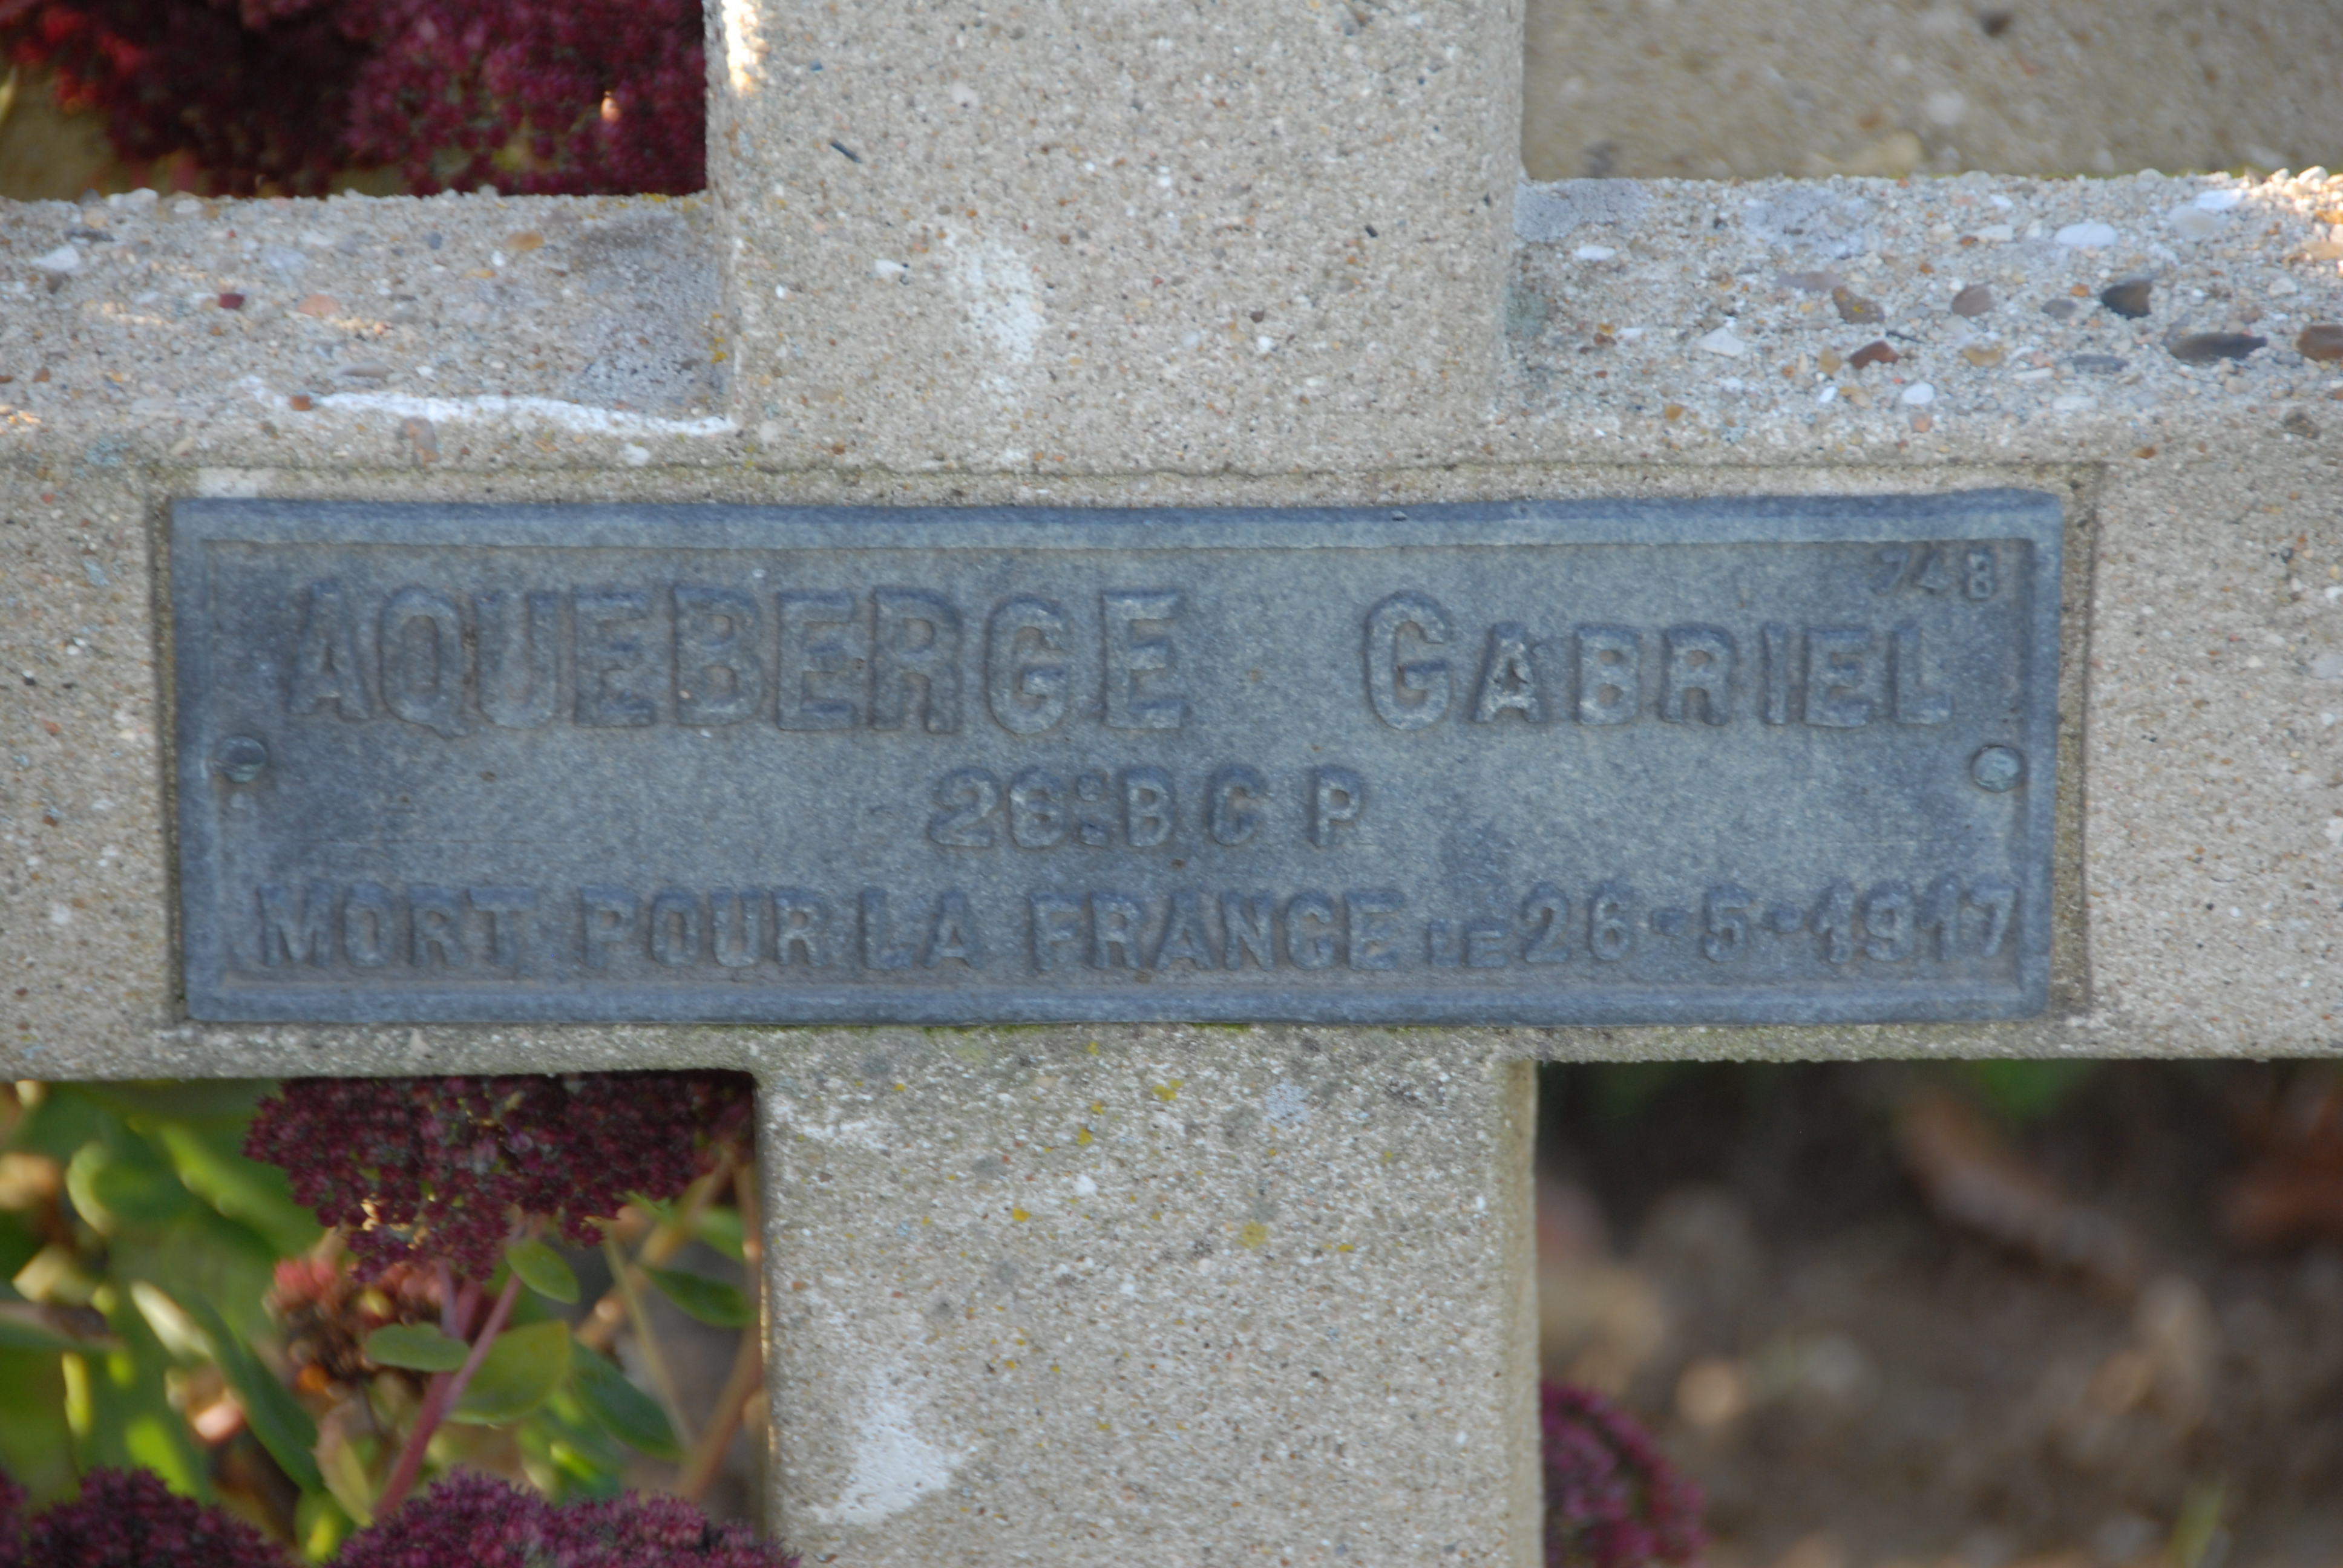 748
AQUEBERGE GABRIEL
26e B C P
MORT POUR LA FRANCE LE 26-5-1917